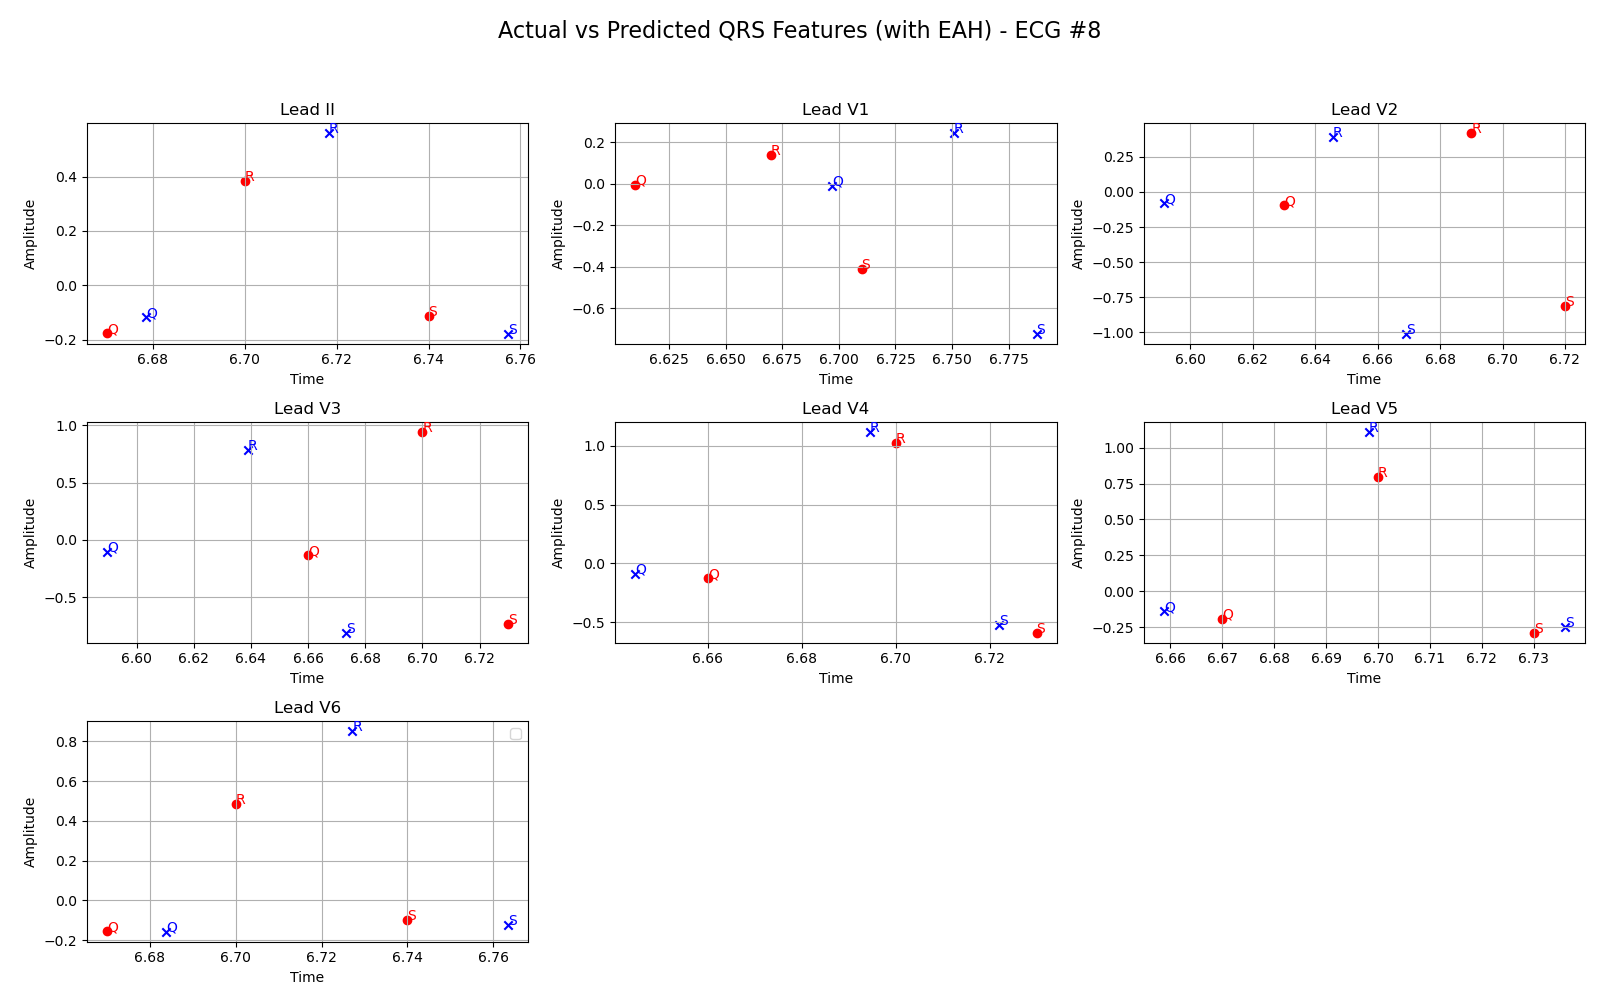 Actual vs Predicted QRS Features (with EAH) - ECG #8
Lead II
Amplitude
0.4
0.2
0.0
−0.2
Q
R
S
Q
R
S
6.68 6.70 6.72 6.74 6.76
Time
Lead V1
Amplitude
0.2
0.0
−0.2
−0.4
−0.6
Q
R
S
Q
R
S
6.625 6.650 6.675 6.700 6.725 6.750 6.775
Time
Lead V2
Amplitude
0.25
0.00
−0.25
−0.50
−0.75
−1.00
Q
R
S
Q
R
S
6.60 6.62 6.64 6.66 6.68 6.70 6.72
Time
Lead V3
Amplitude
1.0
0.5
0.0
−0.5
Q
R
S
Q
R
S
6.60 6.62 6.64 6.66 6.68 6.70 6.72
Time
Lead V4
Amplitude
1.0
0.5
0.0
−0.5
Q
R
S
Q
R
S
6.66 6.68 6.70 6.72
Time
Lead V5
Amplitude
1.00
0.75
0.50
0.25
0.00
−0.25
Q
R
S
Q
R
S
6.66 6.67 6.68 6.69 6.70 6.71 6.72 6.73
Time
Lead V6
Amplitude
0.8
0.6
0.4
0.2
0.0
−0.2
Q
R
S
Q
R
S
6.68 6.70 6.72 6.74 6.76
Time